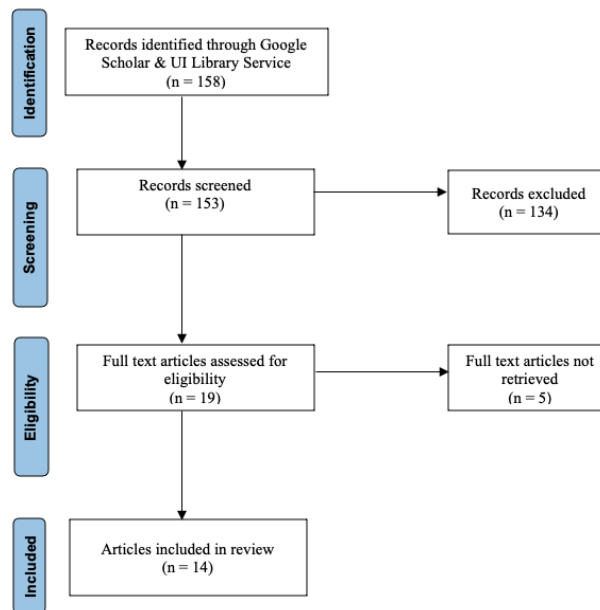 Identification
Records identified through Google
Scholar & UI Library Service
(n = 158)
Screening
Records screened
(n = 153)
Records excluded
(n = 134)
Eligibility
Full text articles assessed for
eligibility
(n = 19)
Full text articles not
retrieved
(n = 5)
Included
Articles included in review
(n = 14)